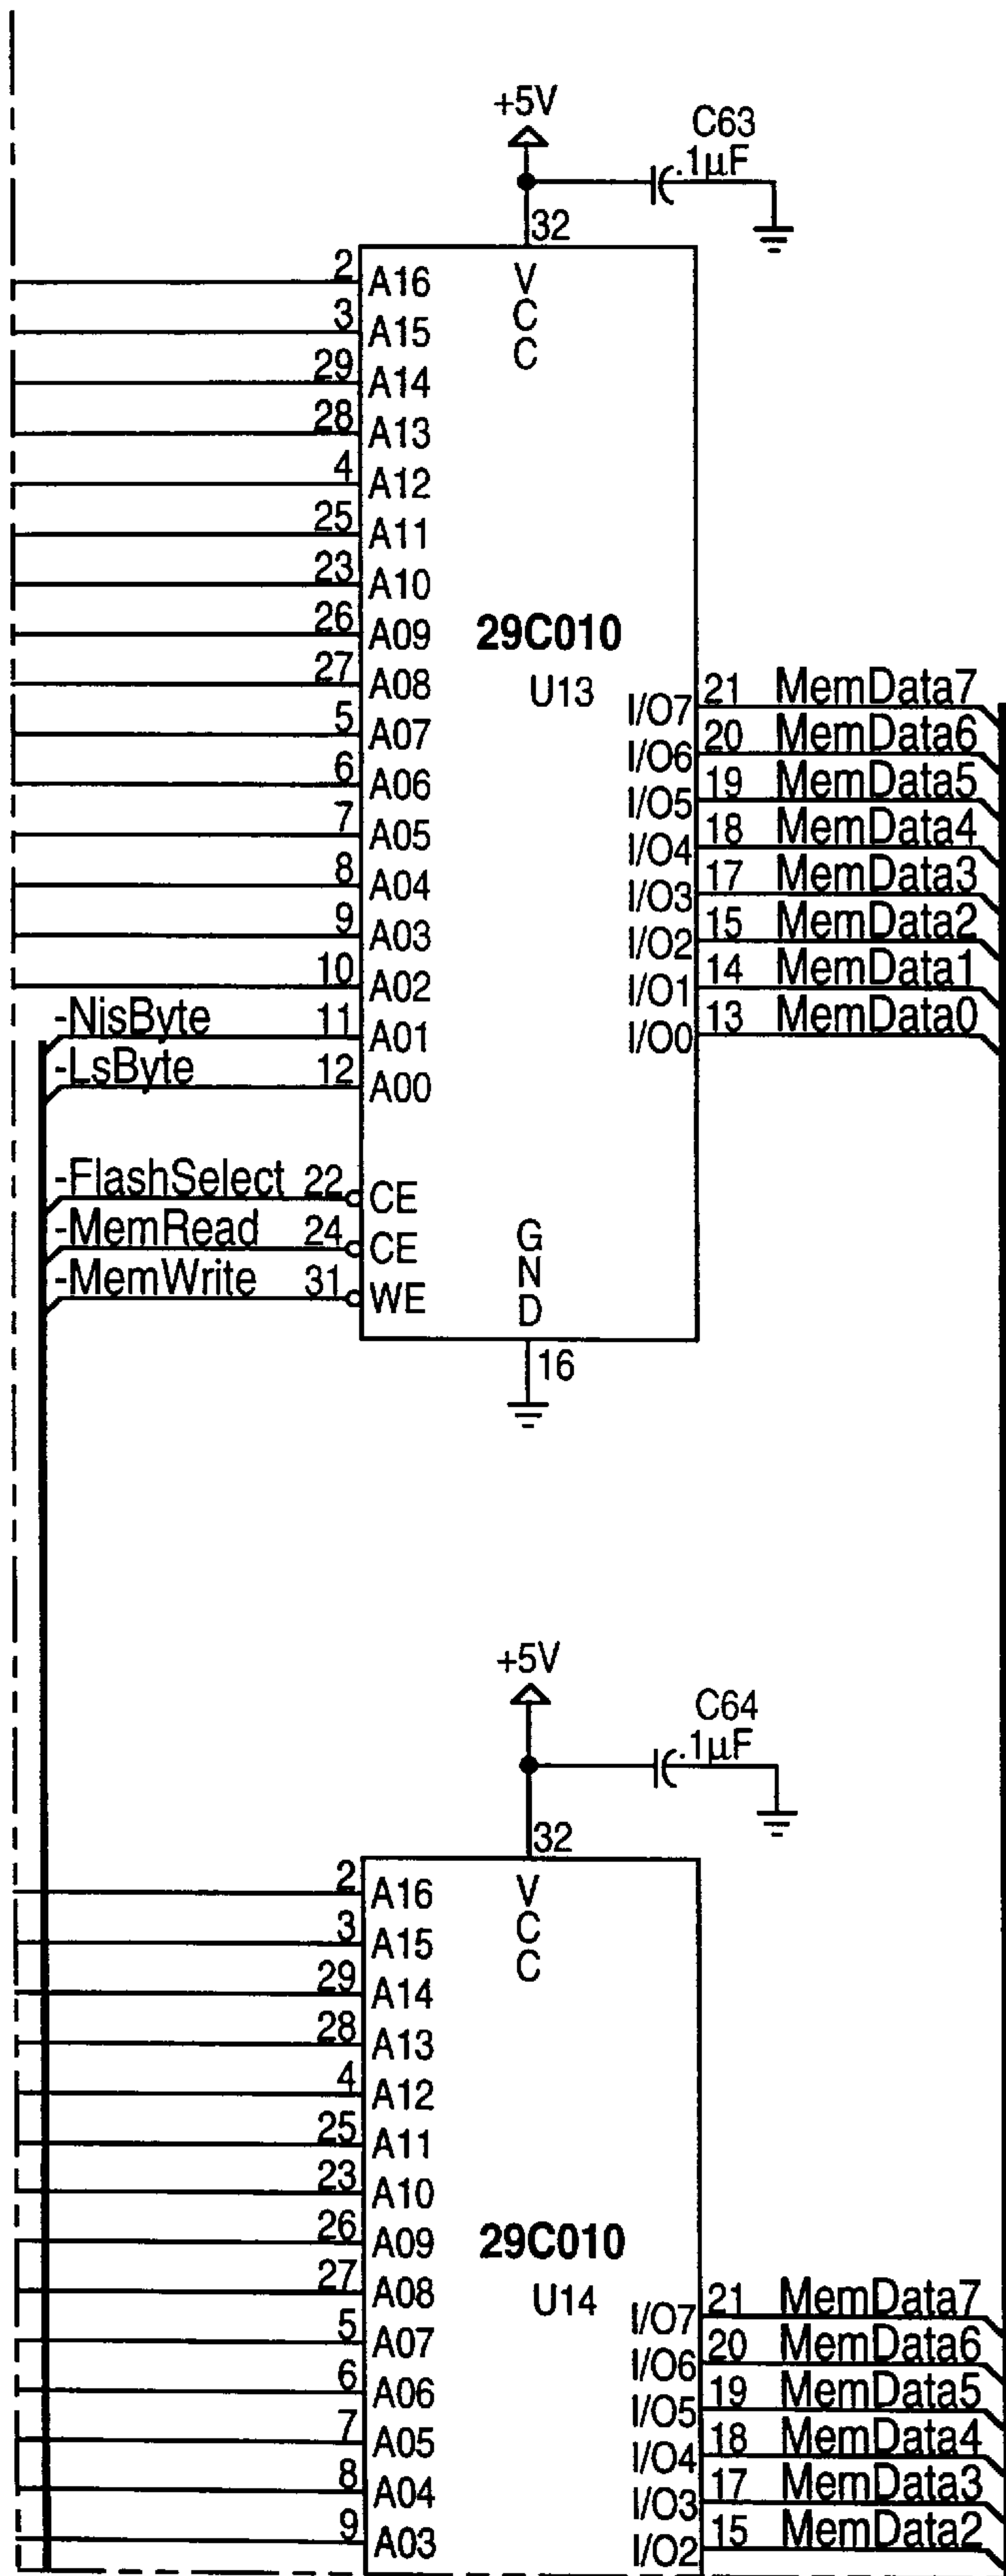 +5V
C63
.1µF
32
2 A16
V
C
C
3 A15
29 A14
28 A13
4 A12
25 A11
23 A10
26 A09
29C010
27 A08
U13
I/O7 21 MemData7
5 A07
I/O6 20 MemData6
6 A06
I/O5 19 MemData5
7 A05
I/O4 18 MemData4
8 A04
I/O3 17 MemData3
9 A03
I/O2 15 MemData2
10 A02
I/O1 14 MemData1
-NisByte 11 A01
I/O0 13 MemData0
-LsByte 12 A00
-FlashSelect 22 CE
-MemRead 24 CE
-MemWrite 31 WE
G
N
D
16
+5V
C64
.1µF
32
2 A16
V
C
C
3 A15
29 A14
28 A13
4 A12
25 A11
23 A10
26 A09
29C010
27 A08
U14
I/O7 21 MemData7
5 A07
I/O6 20 MemData6
6 A06
I/O5 19 MemData5
7 A05
I/O4 18 MemData4
8 A04
I/O3 17 MemData3
9 A03
I/O2 15 MemData2